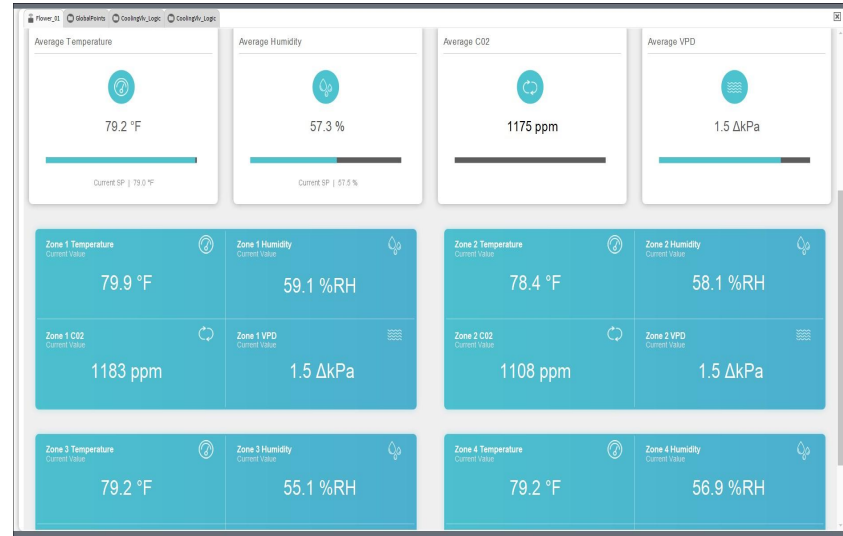 Flower_01 GlobalPoints CoolingVlv_Logic CoolingVlv_Logic
Average Temperature
Average Humidity
Average C02
Average VPD
79.2 °F
57.3 %
1175 ppm
1.5 ΔkPa
Current SP | 79.0 °F
Current SP | 57.5 %
Zone 1 Temperature
Current Value
79.9 °F
Zone 1 Humidity
Current Value
59.1 %RH
Zone 2 Temperature
Current Value
78.4 °F
Zone 2 Humidity
Current Value
58.1 %RH
Zone 1 C02
Current Value
1183 ppm
Zone 1 VPD
Current Value
1.5 ΔkPa
Zone 2 C02
Current Value
1108 ppm
Zone 2 VPD
Current Value
1.5 ΔkPa
Zone 3 Temperature
Current Value
79.2 °F
Zone 3 Humidity
Current Value
55.1 %RH
Zone 4 Temperature
Current Value
79.2 °F
Zone 4 Humidity
Current Value
56.9 %RH